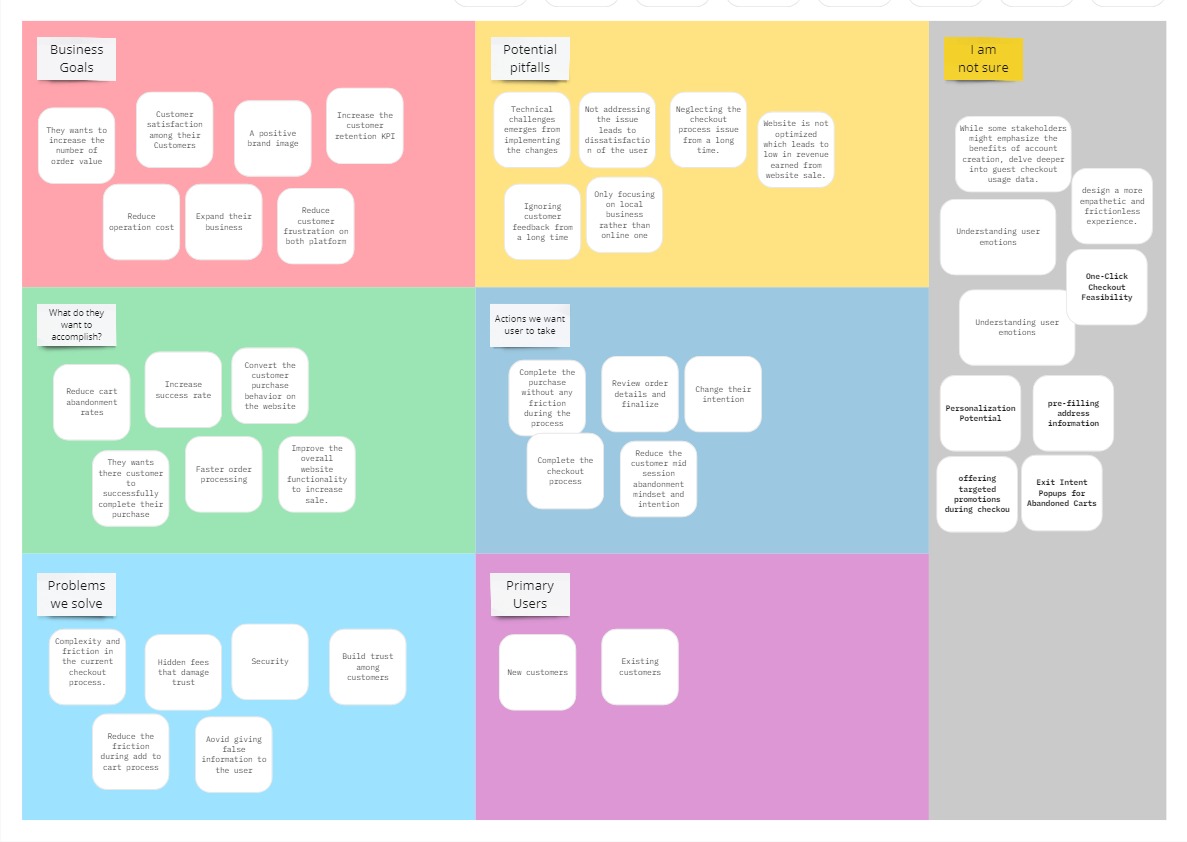 Business
Goals
They wants to
increase the
number of
order value
Customer
satisfaction
among their
Customers
A positive
brand image
Increase the
customer
retention KPI
Reduce
operation cost
Expand their
business
Reduce
customer
frustration on
both platform
Potential
pitfalls
Technical
challenges
emerges from
implementing
the changes
Not addressing
the issue
leads to
dissatisfactio
n of the user
Neglecting the
checkout
process issue
from a long
time.
Website is not
optimized
which leads to
low in revenue
earned from
website sale.
Ignoring
customer
feedback from
a long time
Only focusing
on local
business
rather than
online one
I am
not sure
While some stakeholders
might emphasize the
benefits of account
creation, delve deeper
into guest checkout
usage data.
design a more
empathetic and
frictionless
experience.
Understanding user
emotions
One-Click
Checkout
Feasibility
Understanding user
emotions
Personalization
Potential
pre-filling
address
information
offering
targeted
promotions
during checkou
Exit Intent
Popups for
Abandoned Carts
What do they
want to
accomplish?
Reduce cart
abandonment
rates
Increase
success rate
Convert the
customer
purchase
behavior on
the website
They wants
there customer
to
successfully
complete their
purchase
Faster order
processing
Improve the
overall
website
functionality
to increase
sale.
Actions we want
user to take
Complete the
purchase
without any
friction
during the
process
Review order
details and
finalize
Change their
intention
Complete the
checkout
process
Reduce the
customer mid
session
abandonment
mindset and
intention
Problems
we solve
Complexity and
friction in
the current
checkout
process.
Hidden fees
that damage
trust
Security
Build trust
among
customers
Reduce the
friction
during add to
cart process
Aovid giving
false
information to
the user
Primary
Users
New customers
Existing
customers